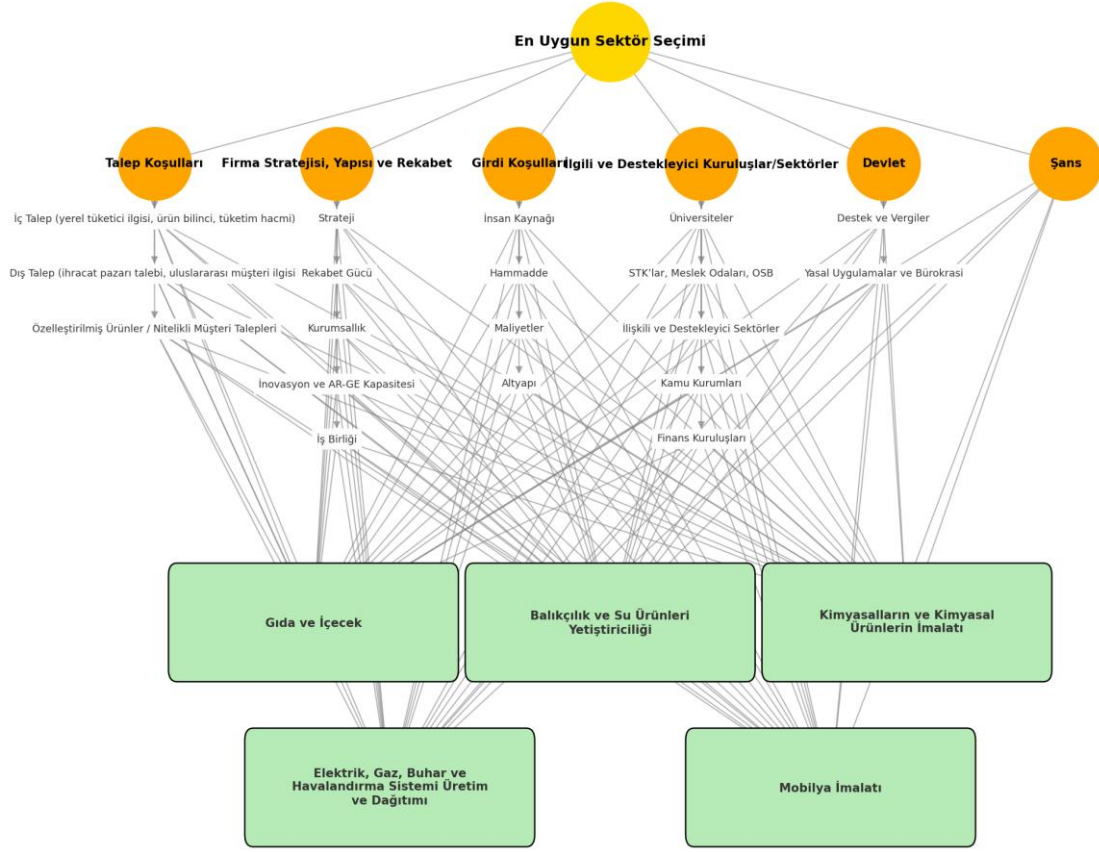 En Uygun Sektör Seçimi
Talep Koşulları
Firma Stratejisi, Yapısı ve Rekabet
Girdi Koşulları
İlgili ve Destekleyici Kuruluşlar/Sektörler
Devlet
Şans
İç Talep (yerel tüketici ilgisi, ürün bilinci, tüketim hacmi)
Strateji
İnsan Kaynağı
Üniversiteler
Destek ve Vergiler
Dış Talep (ihracat pazarı talebi, uluslararası müşteri ilgisi
Rekabet Gücü
Hammadde
STK'lar, Meslek Odaları, OSB
Yasal Uygulamalar ve Bürokrasi
Özelleştirilmiş Ürünler / Nitelikli Müşteri Talepleri
Kurumsallık
Maliyetler
İlişkili ve Destekleyici Sektörler
İnovasyon ve AR-GE Kapasitesi
Altyapı
Kamu Kurumları
İş Birliği
Finans Kuruluşları
Gıda ve İçecek
Balıkçılık ve Su Ürünleri
Yetiştiriciliği
Kimyasalların ve Kimyasal
Ürünlerin İmalatı
Elektrik, Gaz, Buhar ve
Havalandırma Sistemi Üretim
ve Dağıtımı
Mobilya İmalatı